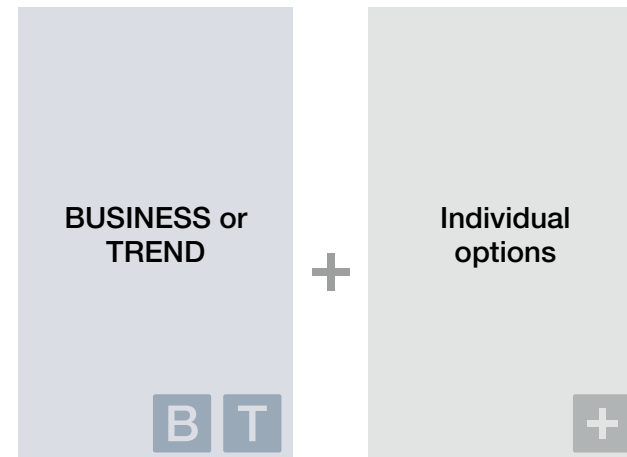 BUSINESS or
TREND
+
Individual
options
B T
+